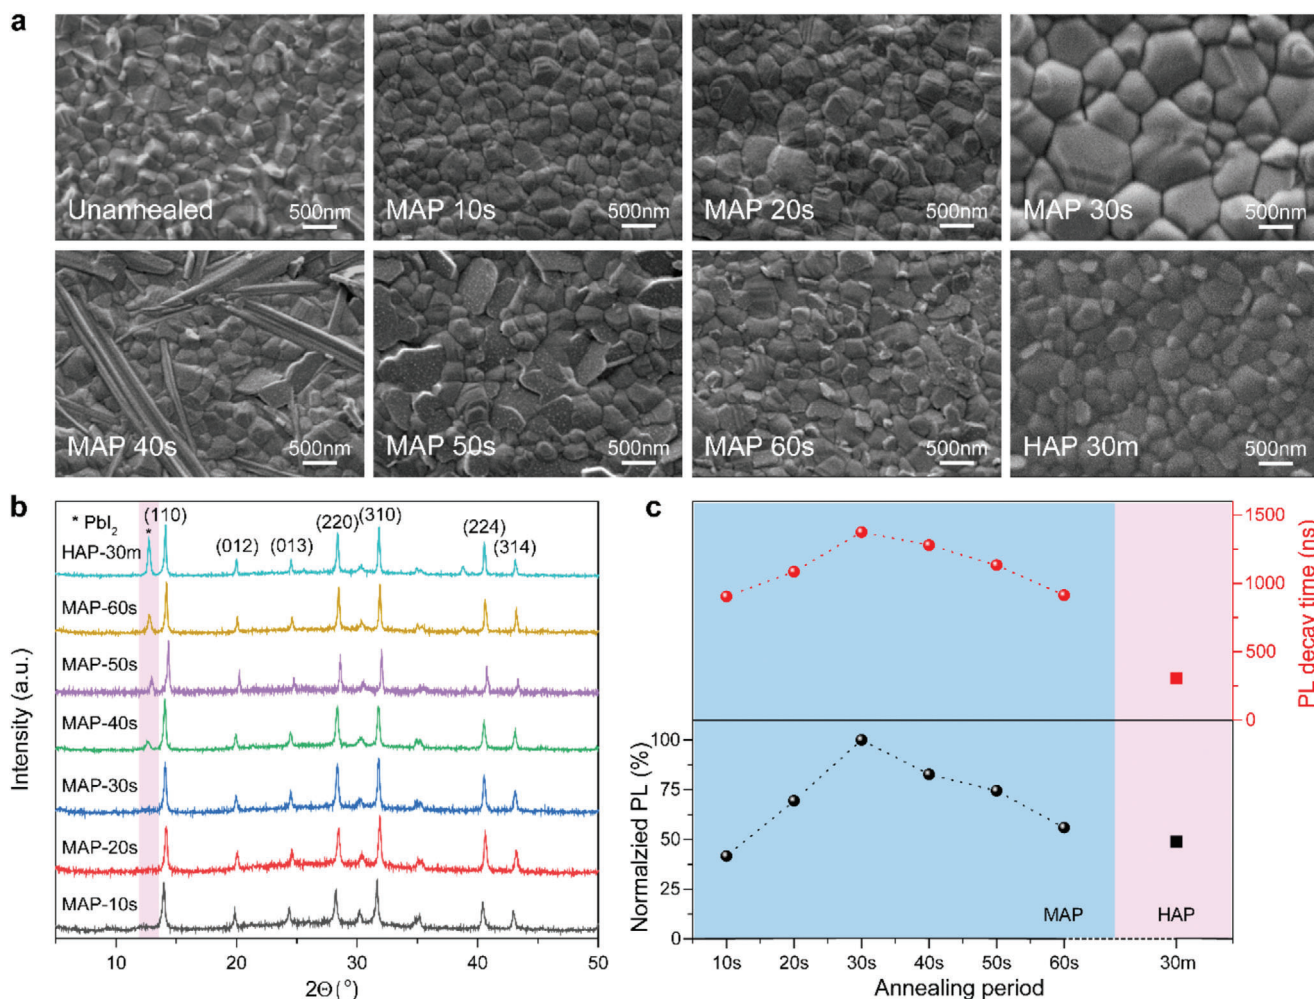 a
Unannealed 500nm
MAP 10s 500nm
MAP 20s 500nm
MAP 30s 500nm
MAP 40s 500nm
MAP 50s 500nm
MAP 60s 500nm
HAP 30m 500nm
b
* PbI₂ (110)
*
HAP-30m
(012) (013) (220) (310) (224) (314)
MAP-60s
MAP-50s
MAP-40s
MAP-30s
MAP-20s
MAP-10s
Intensity (a.u.)
10 20 30 40 50
2Θ (°)
c
1500
1000
500
0
PL decay time (ns)
100
75
50
25
0
Normalzied PL (%)
MAP HAP
10s 20s 30s 40s 50s 60s 30m
Annealing period